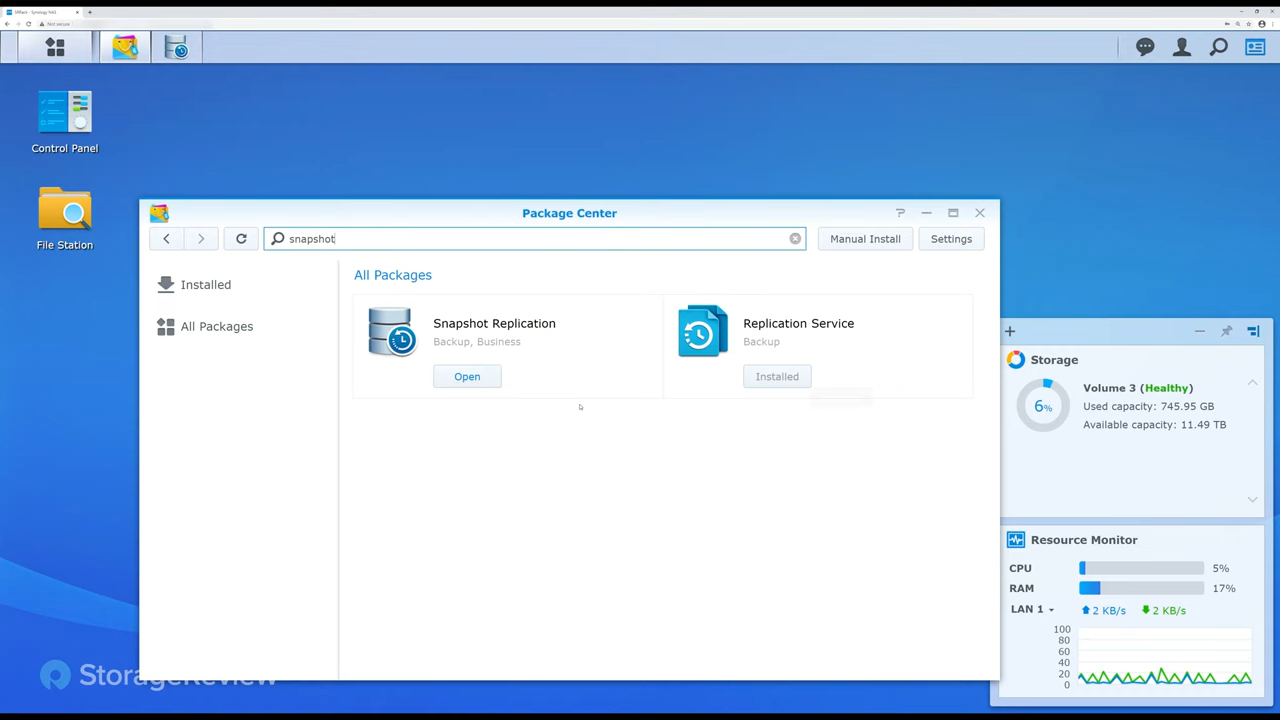 Not secure
Control Panel
File Station
Package Center
snapshot
Manual Install
Settings
Installed
All Packages
All Packages
Snapshot Replication
Backup, Business
Open
Replication Service
Backup
Installed
Storage
6%
Volume 3 (Healthy)
Used capacity: 745.95 GB
Available capacity: 11.49 TB
Resource Monitor
CPU 5%
RAM 17%
LAN 1 2 KB/s 2 KB/s
100
80
60
40
20
0
StorageReview